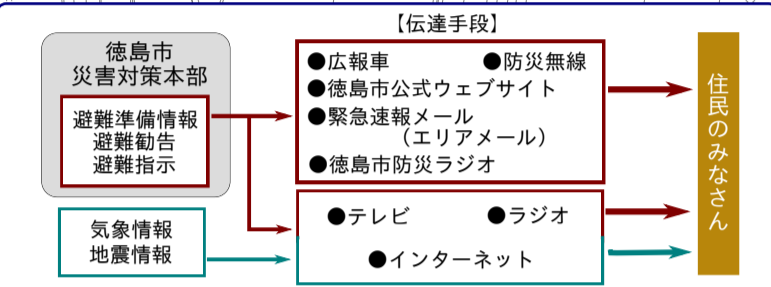 【伝達手段】
徳島市
災害対策本部
避難準備情報
避難勧告
避難指示
気象情報
地震情報
●広報車 ●防災無線
●徳島市公式ウェブサイト
●緊急速報メール
（エリアメール）
●徳島市防災ラジオ
●テレビ ●ラジオ
●インターネット
住民のみなさん